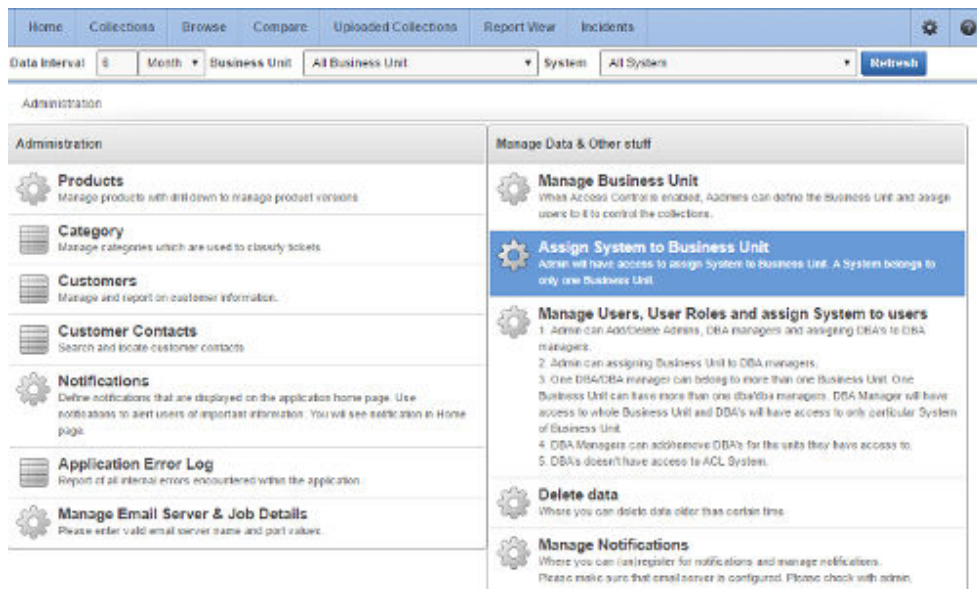 Home Collections Browse Compare Uploaded Collections Report View Incidents
Data Interval 6 Month Business Unit All Business Unit System All System Refresh
Administration
Administration
Products
Manage products with drill down to manage product versions
Category
Manage categories which are used to classify tickets
Customers
Manage and report on customer information.
Customer Contacts
Search and locate customer contacts
Notifications
Define notifications that are displayed on the application home page. Use
notifications to alert users of important information. You will see notification in Home
page.
Application Error Log
Report of all internal errors encountered within the application
Manage Email Server & Job Details
Please enter valid email server name and port values.
Manage Data & Other stuff
Manage Business Unit
When Access Control is enabled, Aadmins can define the Business Unit and assign
users to it to control the collections.
Assign System to Business Unit
Admin will have access to assign System to Business Unit. A System belongs to
only one Business Unit
Manage Users, User Roles and assign System to users
1. Admin can Add/Delete Admins, DBA managers and assigning DBA's to DBA
managers.
2. Admin can assigning Business Unit to DBA managers.
3. One DBA/DBA manager can belong to more than one Business Unit. One
Business Unit can have more than one dba/dba managers. DBA Manager will have
access to whole Business Unit and DBA's will have access to only particular System
of Business Unit
4. DBA Managers can add/remove DBA's for the units they have access to.
5. DBA's doesn't have access to ACL System.
Delete data
Where you can delete data older than certain time
Manage Notifications
Where you can (un)register for notifications and manage notifications.
Please make sure that email server is configured. Please check with admin.